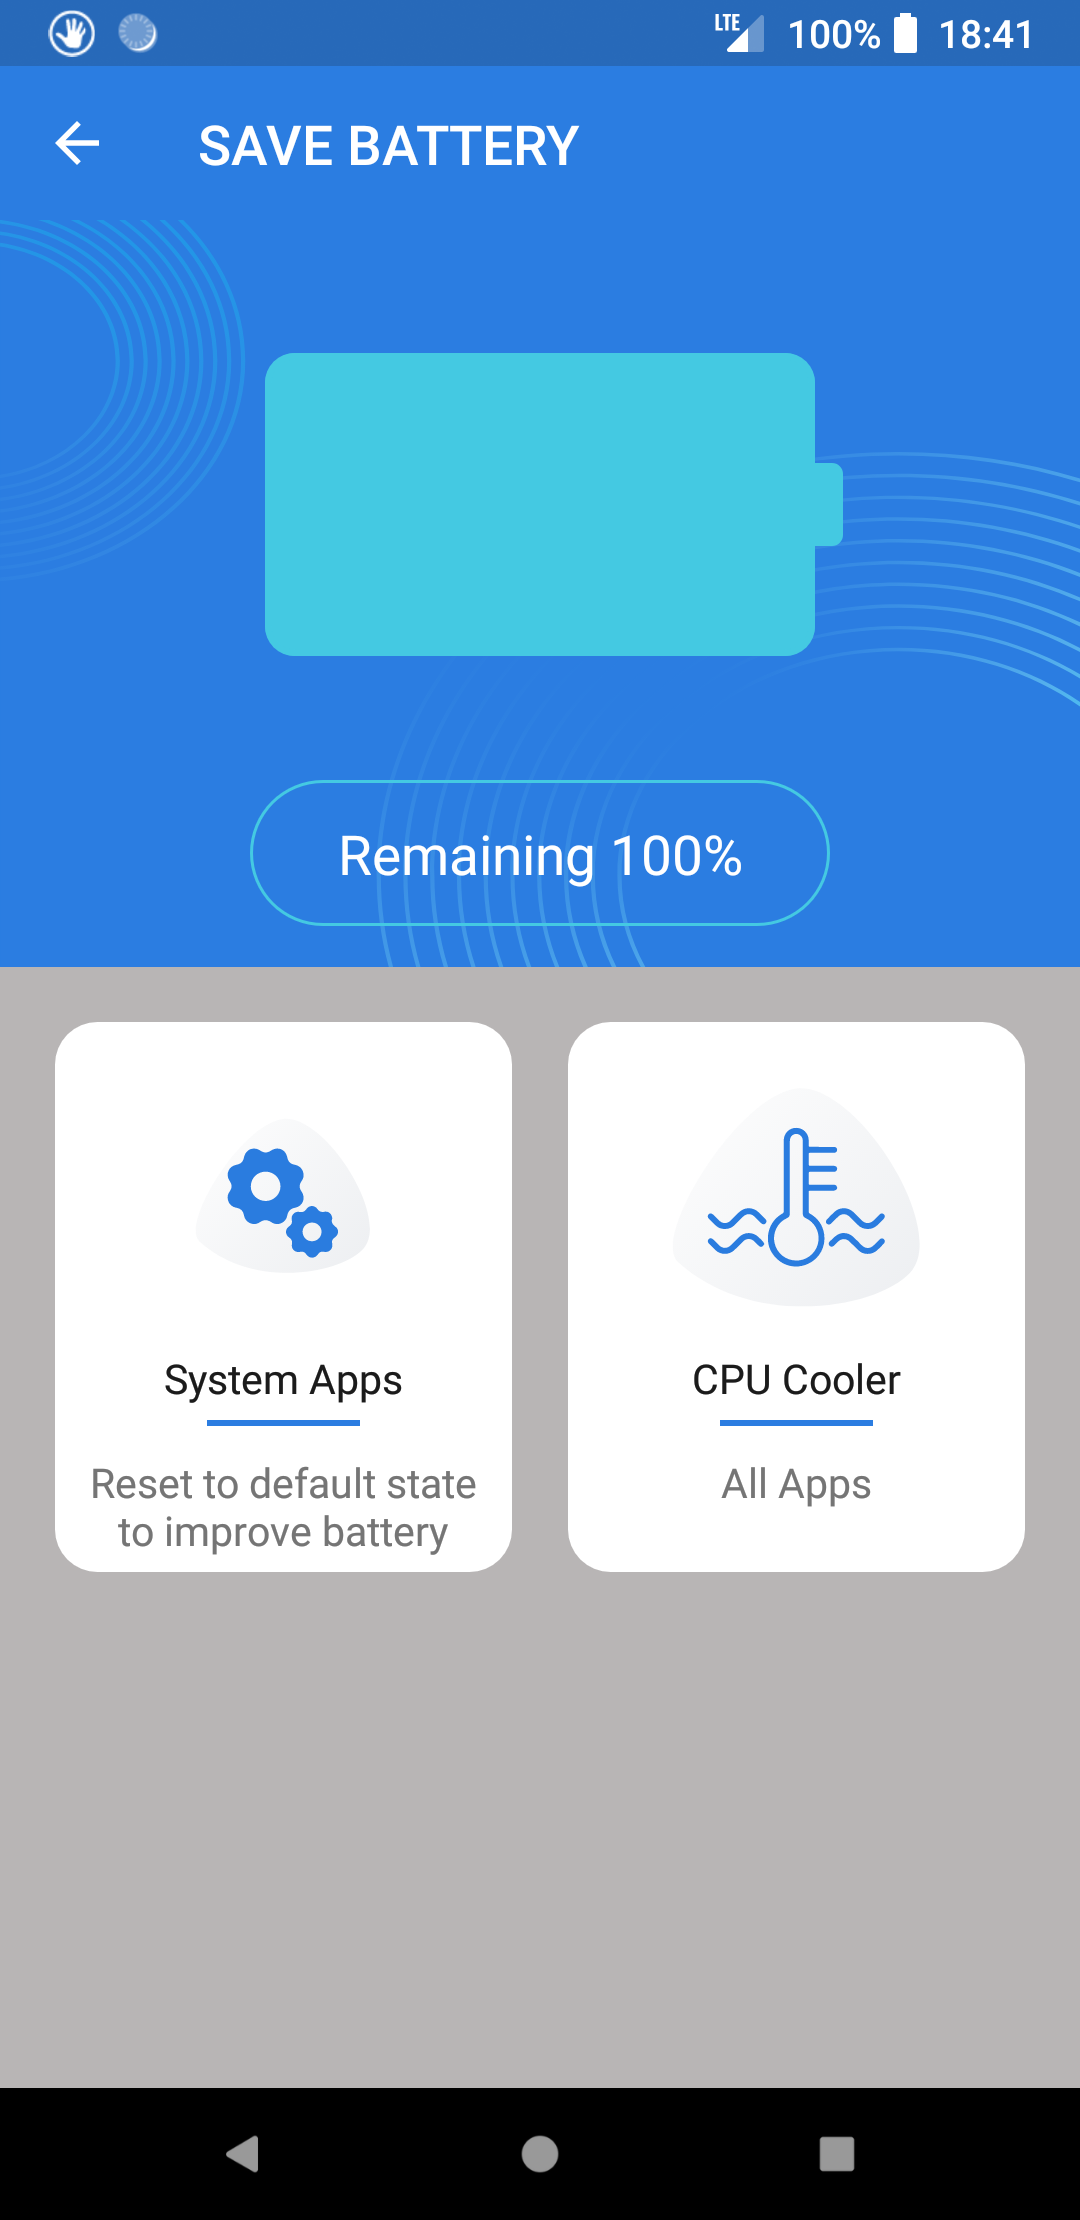 LTE 100% 18:41
SAVE BATTERY
Remaining 100%
System Apps
Reset to default state
to improve battery
CPU Cooler
All Apps